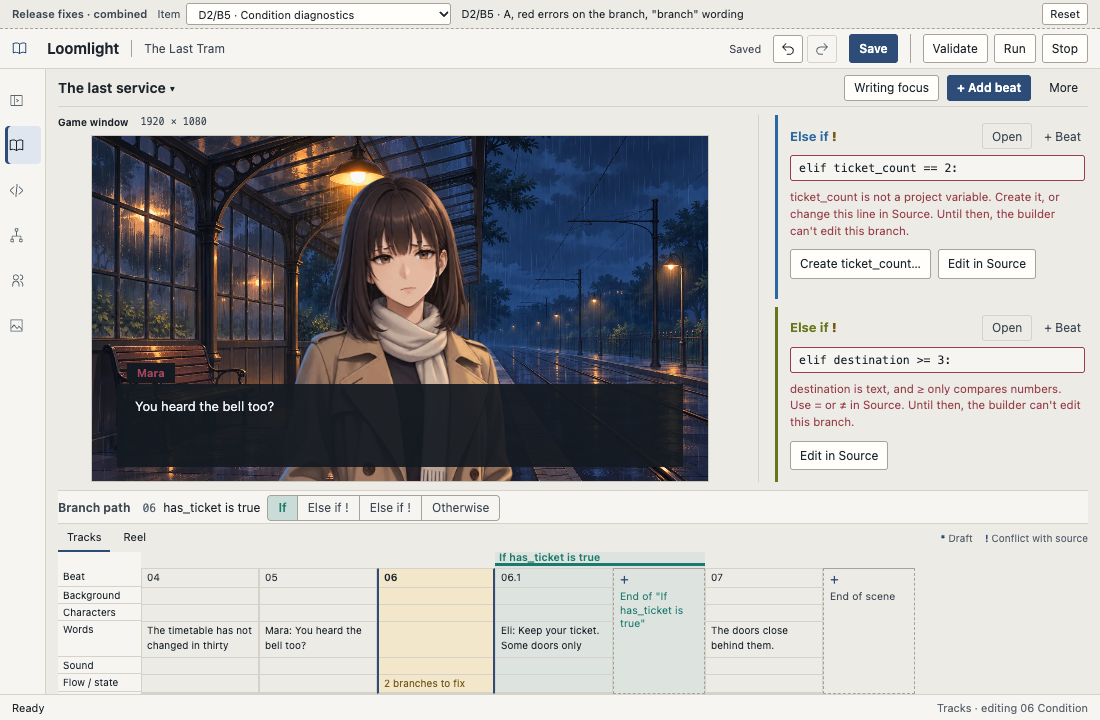 Release fixes · combined Item D2/B5 · Condition diagnostics D2/B5 · A, red errors on the branch, "branch" wording Reset
Loomlight The Last Tram Saved Save Validate Run Stop
The last service ▾ Writing focus + Add beat More
Game window 1920 × 1080
Mara
You heard the bell too?
Else if ! Open + Beat
elif ticket_count == 2:
ticket_count is not a project variable. Create it, or
change this line in Source. Until then, the builder
can't edit this branch.
Create ticket_count... Edit in Source
Else if ! Open + Beat
elif destination >= 3:
destination is text, and ≥ only compares numbers.
Use = or ≠ in Source. Until then, the builder can't edit
this branch.
Edit in Source
Branch path 06 has_ticket is true If Else if ! Else if ! Otherwise
Tracks Reel * Draft ! Conflict with source
If has_ticket is true
Beat 04 05 06 06.1 + 07 +
Background End of "If
has_ticket is
true" End of scene
Characters
Words The timetable has not
changed in thirty Mara: You heard the
bell too? Eli: Keep your ticket.
Some doors only The doors close
behind them.
Sound
Flow / state 2 branches to fix
Ready Tracks · editing 06 Condition